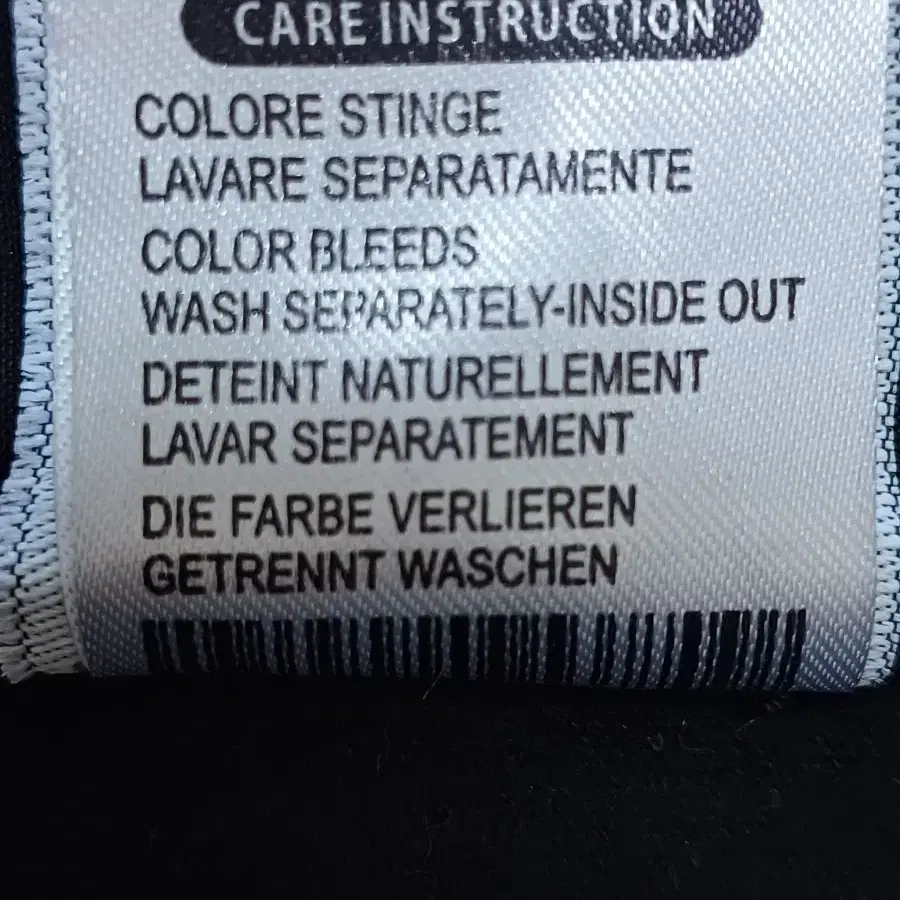 CARE INSTRUCTION
COLORE STINGE
LAVARE SEPARATAMENTE
COLOR BLEEDS
WASH SEPARATELY-INSIDE OUT
DETEINT NATURELLEMENT
LAVAR SEPARATEMENT
DIE FARBE VERLIEREN
GETRENNT WASCHEN